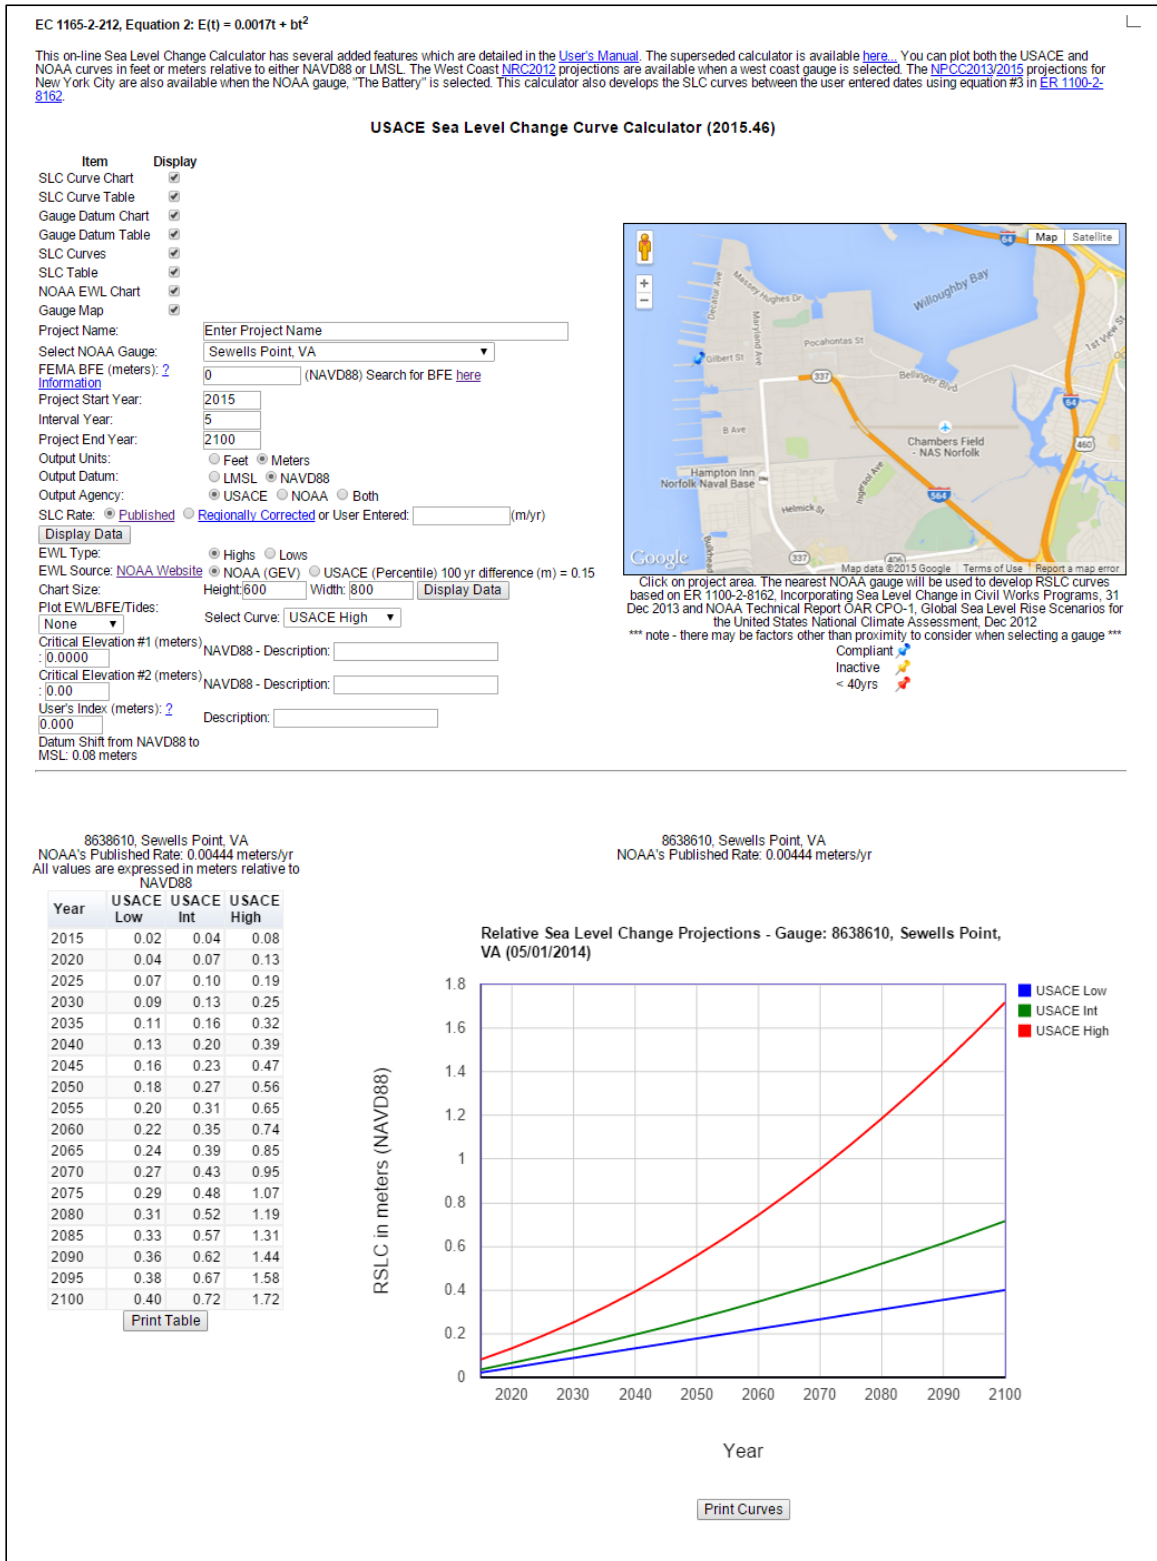 EC 1165-2-212, Equation 2: E(t) = 0.0017t + bt²
This on-line Sea Level Change Calculator has several added features which are detailed in the User's Manual. The superseded calculator is available here... You can plot both the USACE and
NOAA curves in feet or meters relative to either NAVD88 or LMSL. The West Coast NRC2012 projections are available when a west coast gauge is selected. The NPCC2013/2015 projections for
New York City are also available when the NOAA gauge, "The Battery" is selected. This calculator also develops the SLC curves between the user entered dates using equation #3 in ER 1100-2-
8162.
USACE Sea Level Change Curve Calculator (2015.46)
Item Display
SLC Curve Chart
SLC Curve Table
Gauge Datum Chart
Gauge Datum Table
SLC Curves
SLC Table
NOAA EWL Chart
Gauge Map
Project Name: Enter Project Name
Select NOAA Gauge: Sewells Point, VA
FEMA BFE (meters): ?
Information
0 (NAVD88) Search for BFE here
Project Start Year: 2015
Interval Year: 5
Project End Year: 2100
Output Units: Feet Meters
Output Datum: LMSL NAVD88
Output Agency: USACE NOAA Both
SLC Rate: Published Regionally Corrected or User Entered: (m/yr)
Display Data
EWL Type: Highs Lows
EWL Source: NOAA Website NOAA (GEV) USACE (Percentile) 100 yr difference (m) = 0.15
Chart Size: Height: 600 Width: 800 Display Data
Plot EWL/BFE/Tides:
None
Select Curve: USACE High
Critical Elevation #1 (meters)
: 0.0000
NAVD88 - Description:
Critical Elevation #2 (meters)
: 0.00
NAVD88 - Description:
User's Index (meters): ?
0.000
Description:
Datum Shift from NAVD88 to
MSL: 0.08 meters
Map Satellite
64
Willoughby Bay
Massey Hughes Dr
Decatur Ave
Maryland Ave
Pocahontas St
1st View St
Gilbert St
337
Bellinger Blvd
64
B Ave
Chambers Field
- NAS Norfolk
460
Hampton Inn
Norfolk Naval Base
Ingersol Ave
564
Helmick St
Bulkhead
337
406
Google
Map data ©2015 Google Terms of Use Report a map error
Click on project area. The nearest NOAA gauge will be used to develop RSLC curves
based on ER 1100-2-8162, Incorporating Sea Level Change in Civil Works Programs, 31
Dec 2013 and NOAA Technical Report OAR CPO-1, Global Sea Level Rise Scenarios for
the United States National Climate Assessment, Dec 2012
*** note - there may be factors other than proximity to consider when selecting a gauge ***
Compliant
Inactive
< 40yrs
8638610, Sewells Point, VA
NOAA's Published Rate: 0.00444 meters/yr
All values are expressed in meters relative to
NAVD88
Year USACE Low USACE Int USACE High
2015 0.02 0.04 0.08
2020 0.04 0.07 0.13
2025 0.07 0.10 0.19
2030 0.09 0.13 0.25
2035 0.11 0.16 0.32
2040 0.13 0.20 0.39
2045 0.16 0.23 0.47
2050 0.18 0.27 0.56
2055 0.20 0.31 0.65
2060 0.22 0.35 0.74
2065 0.24 0.39 0.85
2070 0.27 0.43 0.95
2075 0.29 0.48 1.07
2080 0.31 0.52 1.19
2085 0.33 0.57 1.31
2090 0.36 0.62 1.44
2095 0.38 0.67 1.58
2100 0.40 0.72 1.72
Print Table
8638610, Sewells Point, VA
NOAA's Published Rate: 0.00444 meters/yr
Relative Sea Level Change Projections - Gauge: 8638610, Sewells Point,
VA (05/01/2014)
RSLC in meters (NAVD88)
1.8
1.6
1.4
1.2
1
0.8
0.6
0.4
0.2
0
2020 2030 2040 2050 2060 2070 2080 2090 2100
Year
USACE Low
USACE Int
USACE High
Print Curves